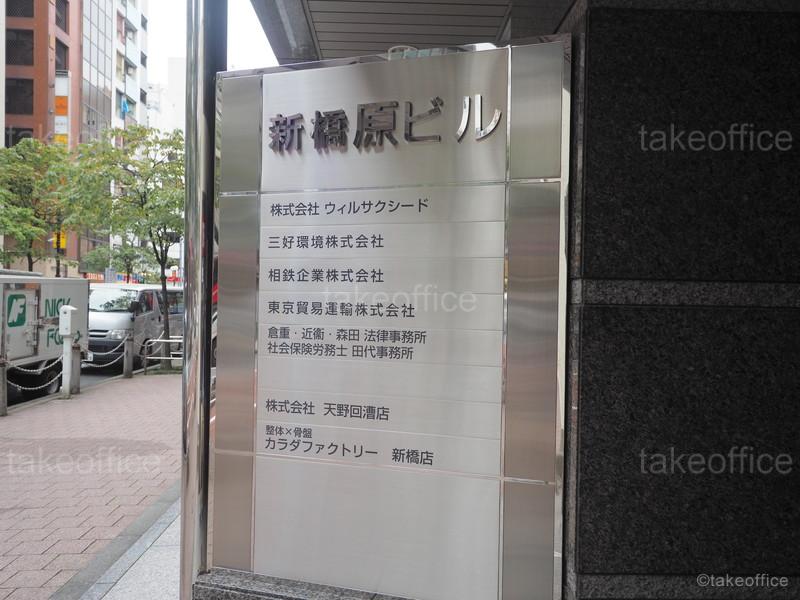 新橋原ビル
株式会社 ウィルサクシード
三好環境株式会社
相鉄企業株式会社
東京貿易運輸株式会社
倉重・近衞・森田 法律事務所
社会保険労務士 田代事務所
株式会社 天野回漕店
整体×骨盤
カラダファクトリー 新橋店
takeoffice
takeoffice
takeoffice
takeoffice
takeoffice
©takeoffice